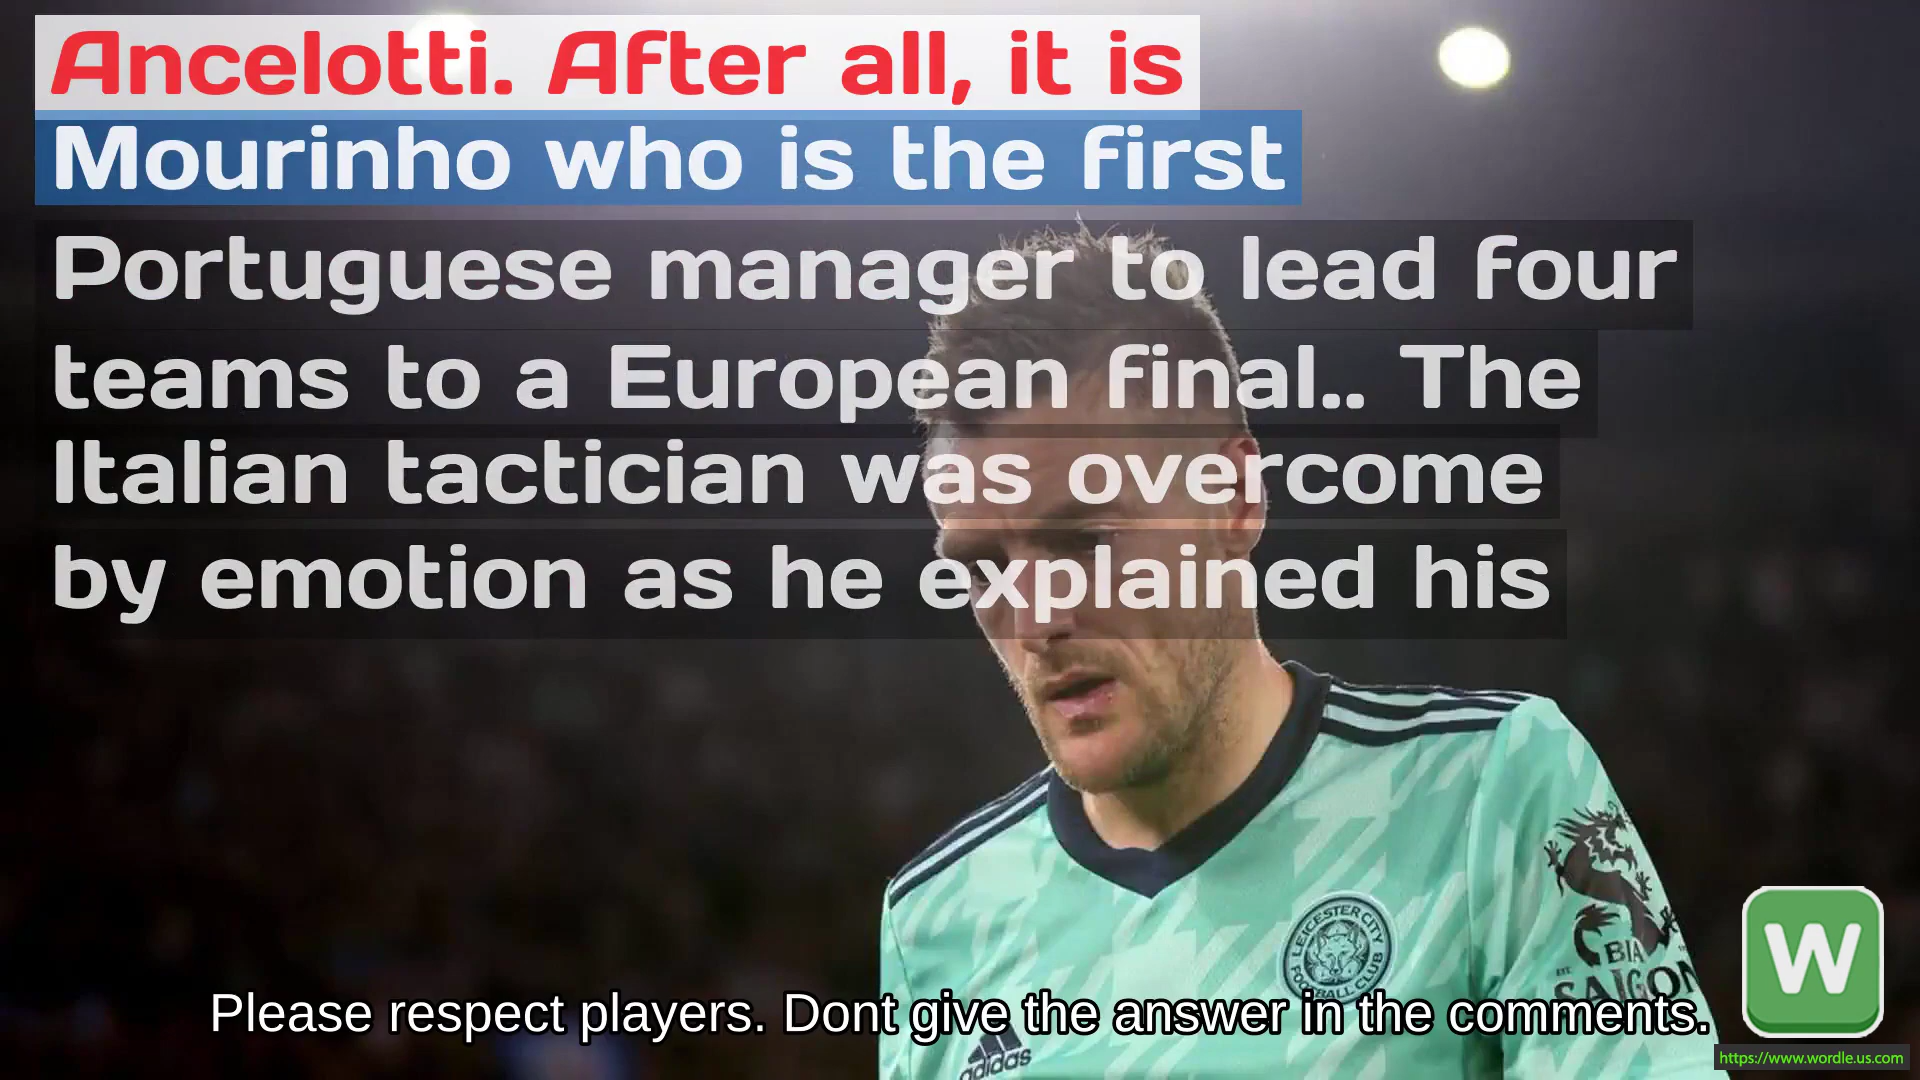 Ancelotti. After all, it is
Mourinho who is the first
Portuguese manager to lead four
teams to a European final.. The
Italian tactician was overcome
by emotion as he explained his
LEICESTER CITY
FOOTBALL CLUB
BIA
SAIGON
W
Please respect players. Dont give the answer in the comments.
adidas
https://www.wordle.us.com